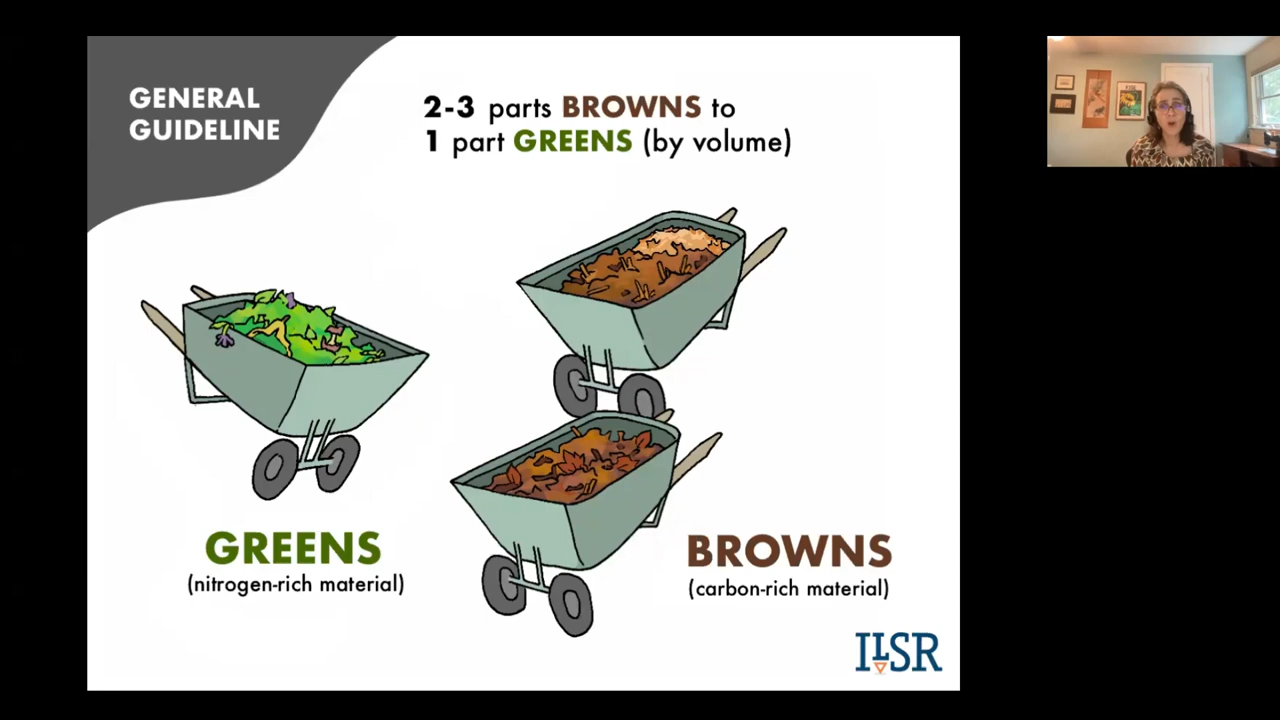 GENERAL
GUIDELINE
2-3 parts BROWNS to
1 part GREENS (by volume)
GREENS
(nitrogen-rich material)
BROWNS
(carbon-rich material)
ILSR